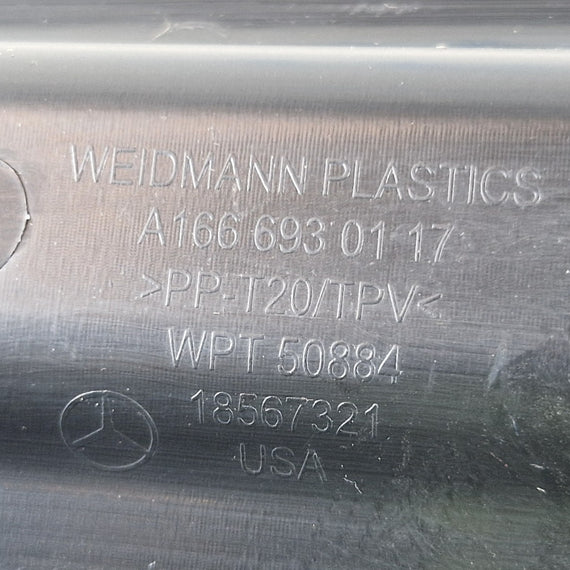 WEIDMANN PLASTICS
A166 693 01 17
>PP-T20/TPV<
WPT 50884
18567321
USA